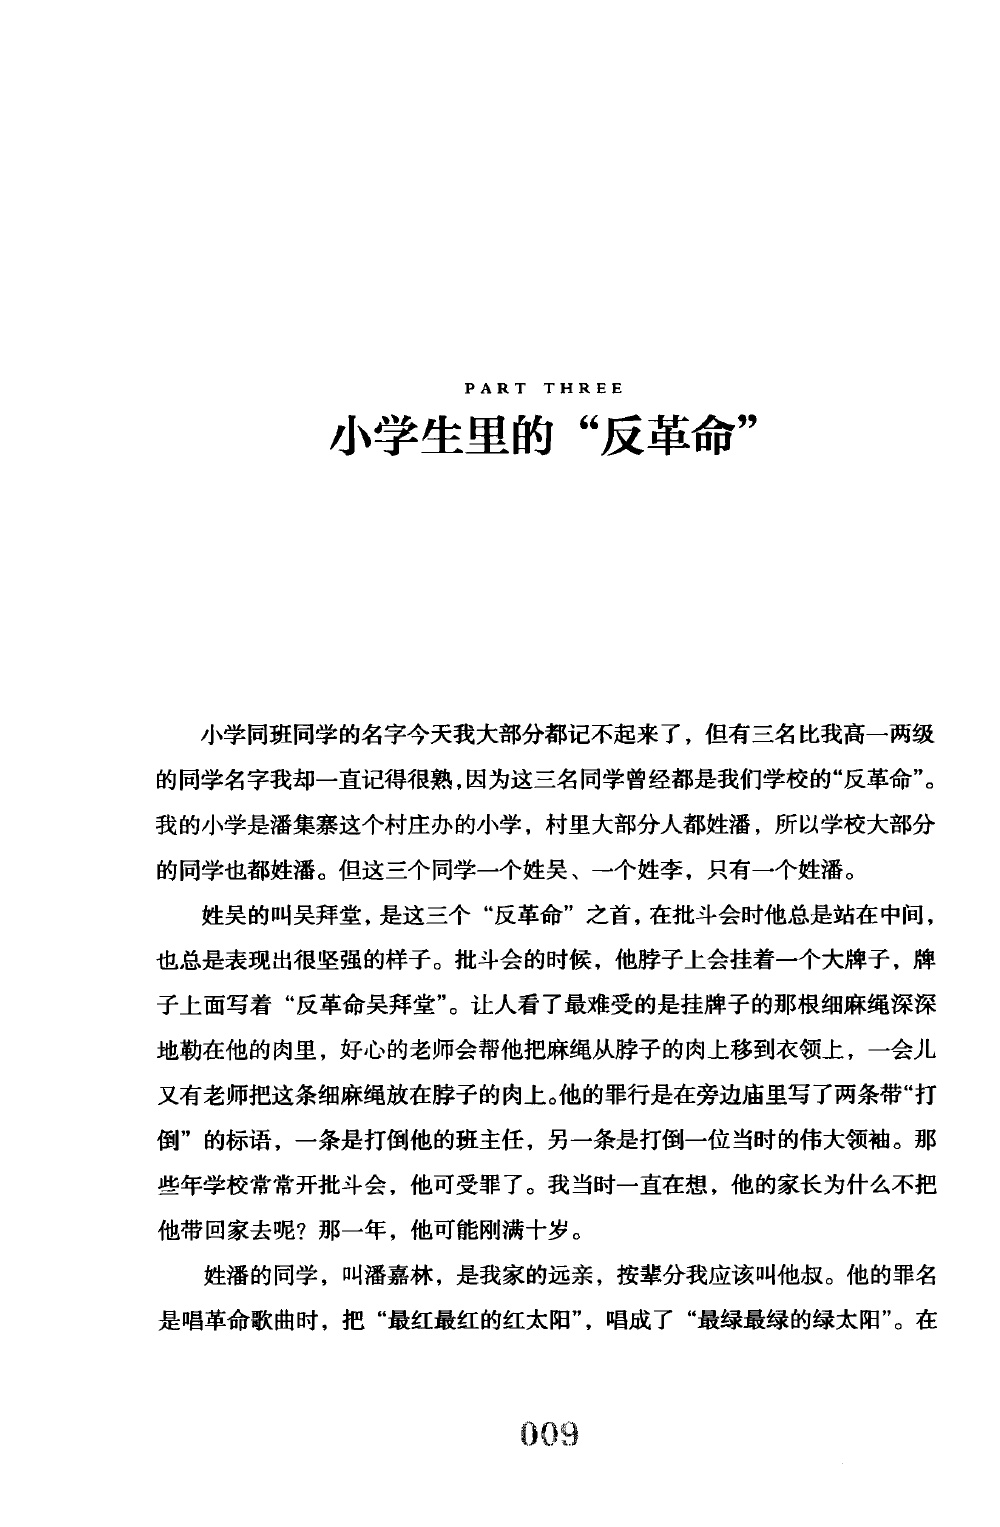 PART THREE
小学生里的“反革命”
小学同班同学的名字今天我大部分都记不起来了，但有三名比我高一两级
的同学名字我却一直记得很熟，因为这三名同学曾经都是我们学校的“反革命”。
我的小学是潘集寨这个村庄办的小学，村里大部分人都姓潘，所以学校大部分
的同学也都姓潘。但这三个同学一个姓吴、一个姓李，只有一个姓潘。
姓吴的叫吴拜堂，是这三个“反革命”之首，在批斗会时他总是站在中间，
也总是表现出很坚强的样子。批斗会的时候，他脖子上会挂着一个大牌子，牌
子上面写着“反革命吴拜堂”。让人看了最难受的是挂牌子的那根细麻绳深深
地勒在他的肉里，好心的老师会帮他把麻绳从脖子的肉上移到衣领上，一会儿
又有老师把这条细麻绳放在脖子的肉上。他的罪行是在旁边庙里写了两条带“打
倒”的标语，一条是打倒他的班主任，另一条是打倒一位当时的伟大领袖。那
些年学校常常开批斗会，他可受罪了。我当时一直在想，他的家长为什么不把
他带回家去呢？那一年，他可能刚满十岁。
姓潘的同学，叫潘嘉林，是我家的远亲，按辈分我应该叫他叔。他的罪名
是唱革命歌曲时，把“最红最红的红太阳”，唱成了“最绿最绿的绿太阳”。在
009